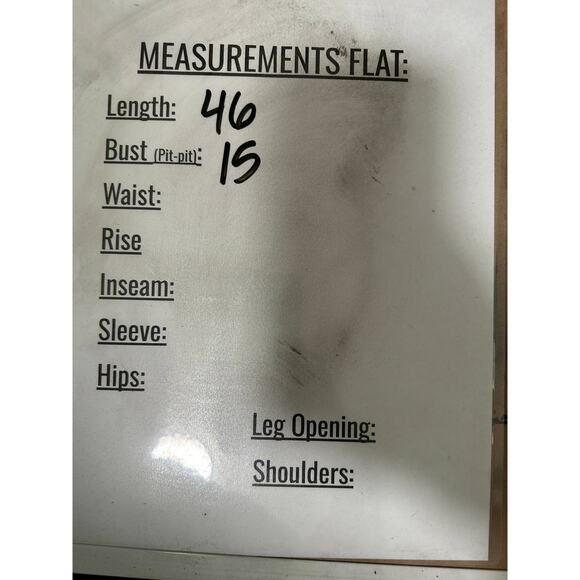 MEASUREMENTS FLAT:
Length: 46
Bust (Pit-pit): 15
Waist:
Rise
Inseam:
Sleeve:
Hips:
Leg Opening:
Shoulders: